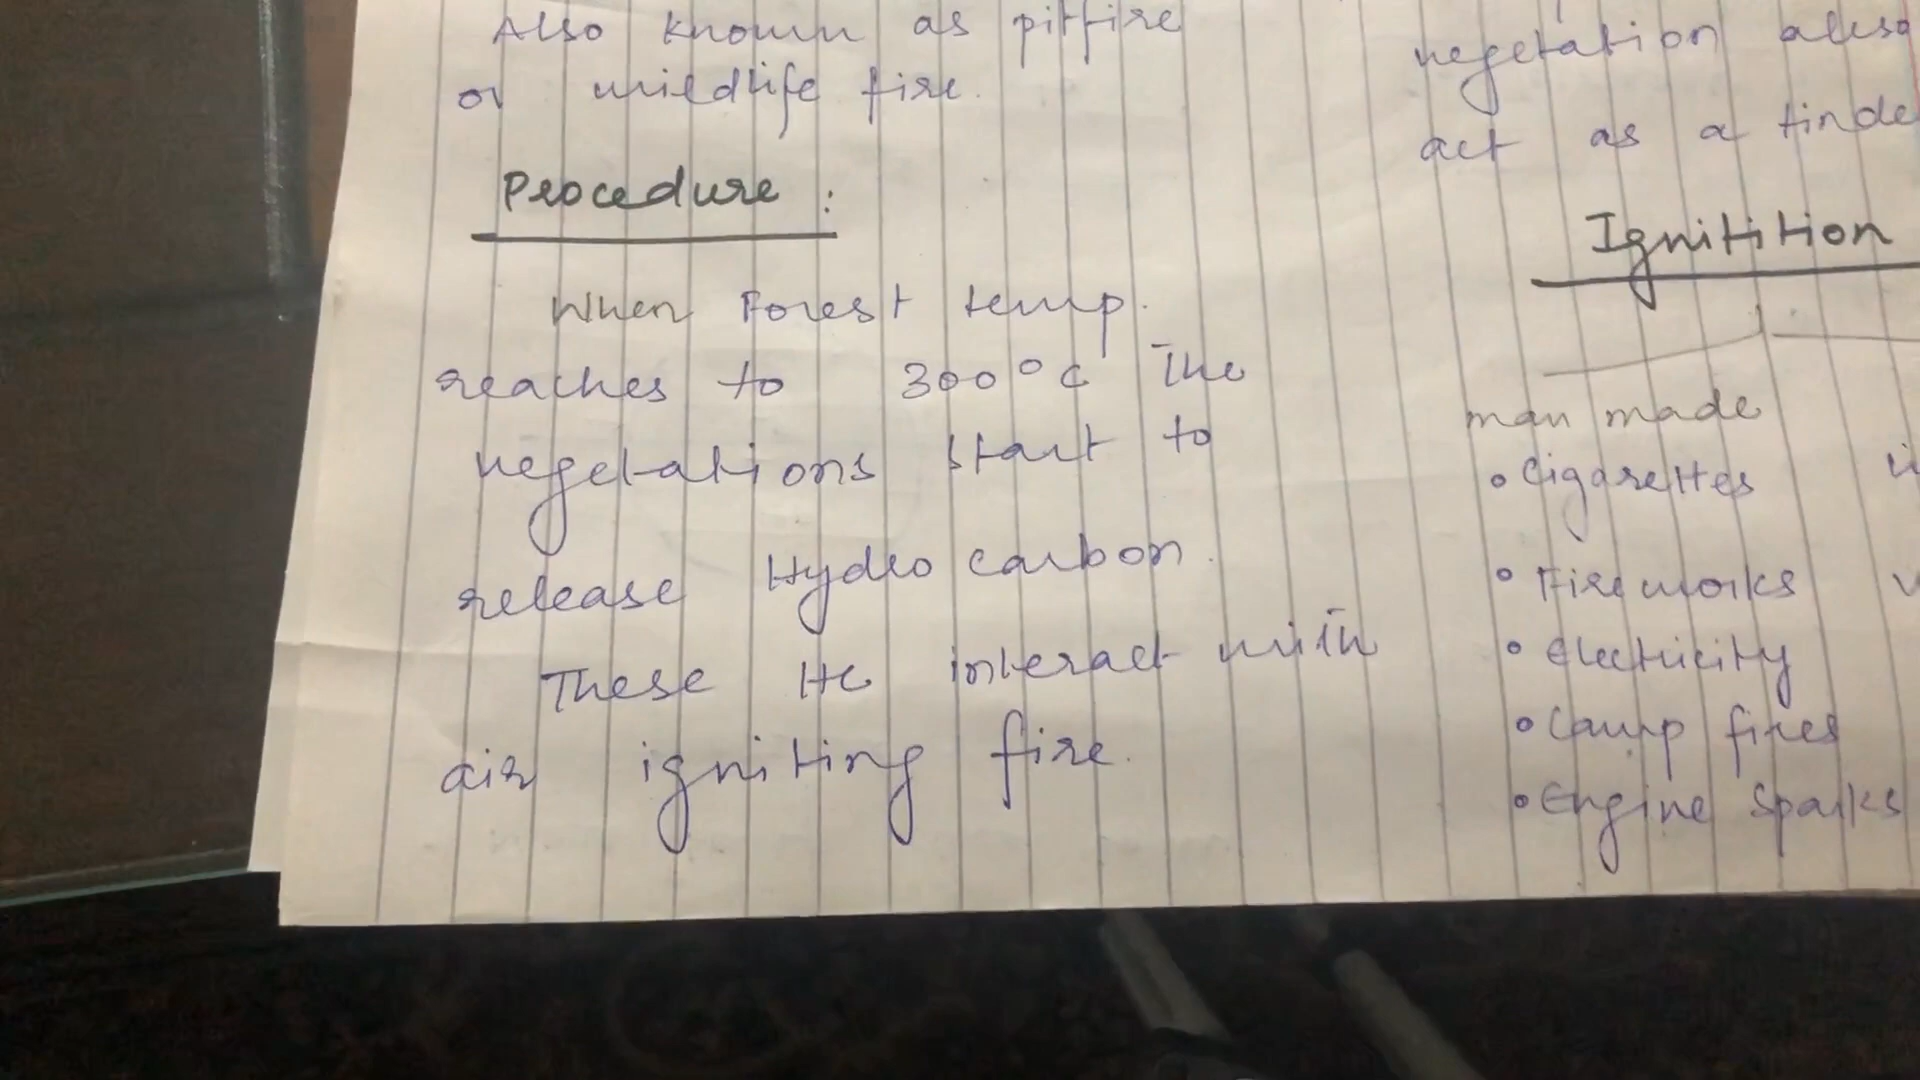 Also known as pitfire
or wildlife fire.
Procedure :
When Forest temp.
reaches to 300°C The
vegetations start to
release Hydro carbon.
These HC interact with
air igniting fire.
vegetation also
act as a
Ignitition
man made
• Cigarettes
• Fireworks
• Electricity
• Camp fires
• Engine Sparks